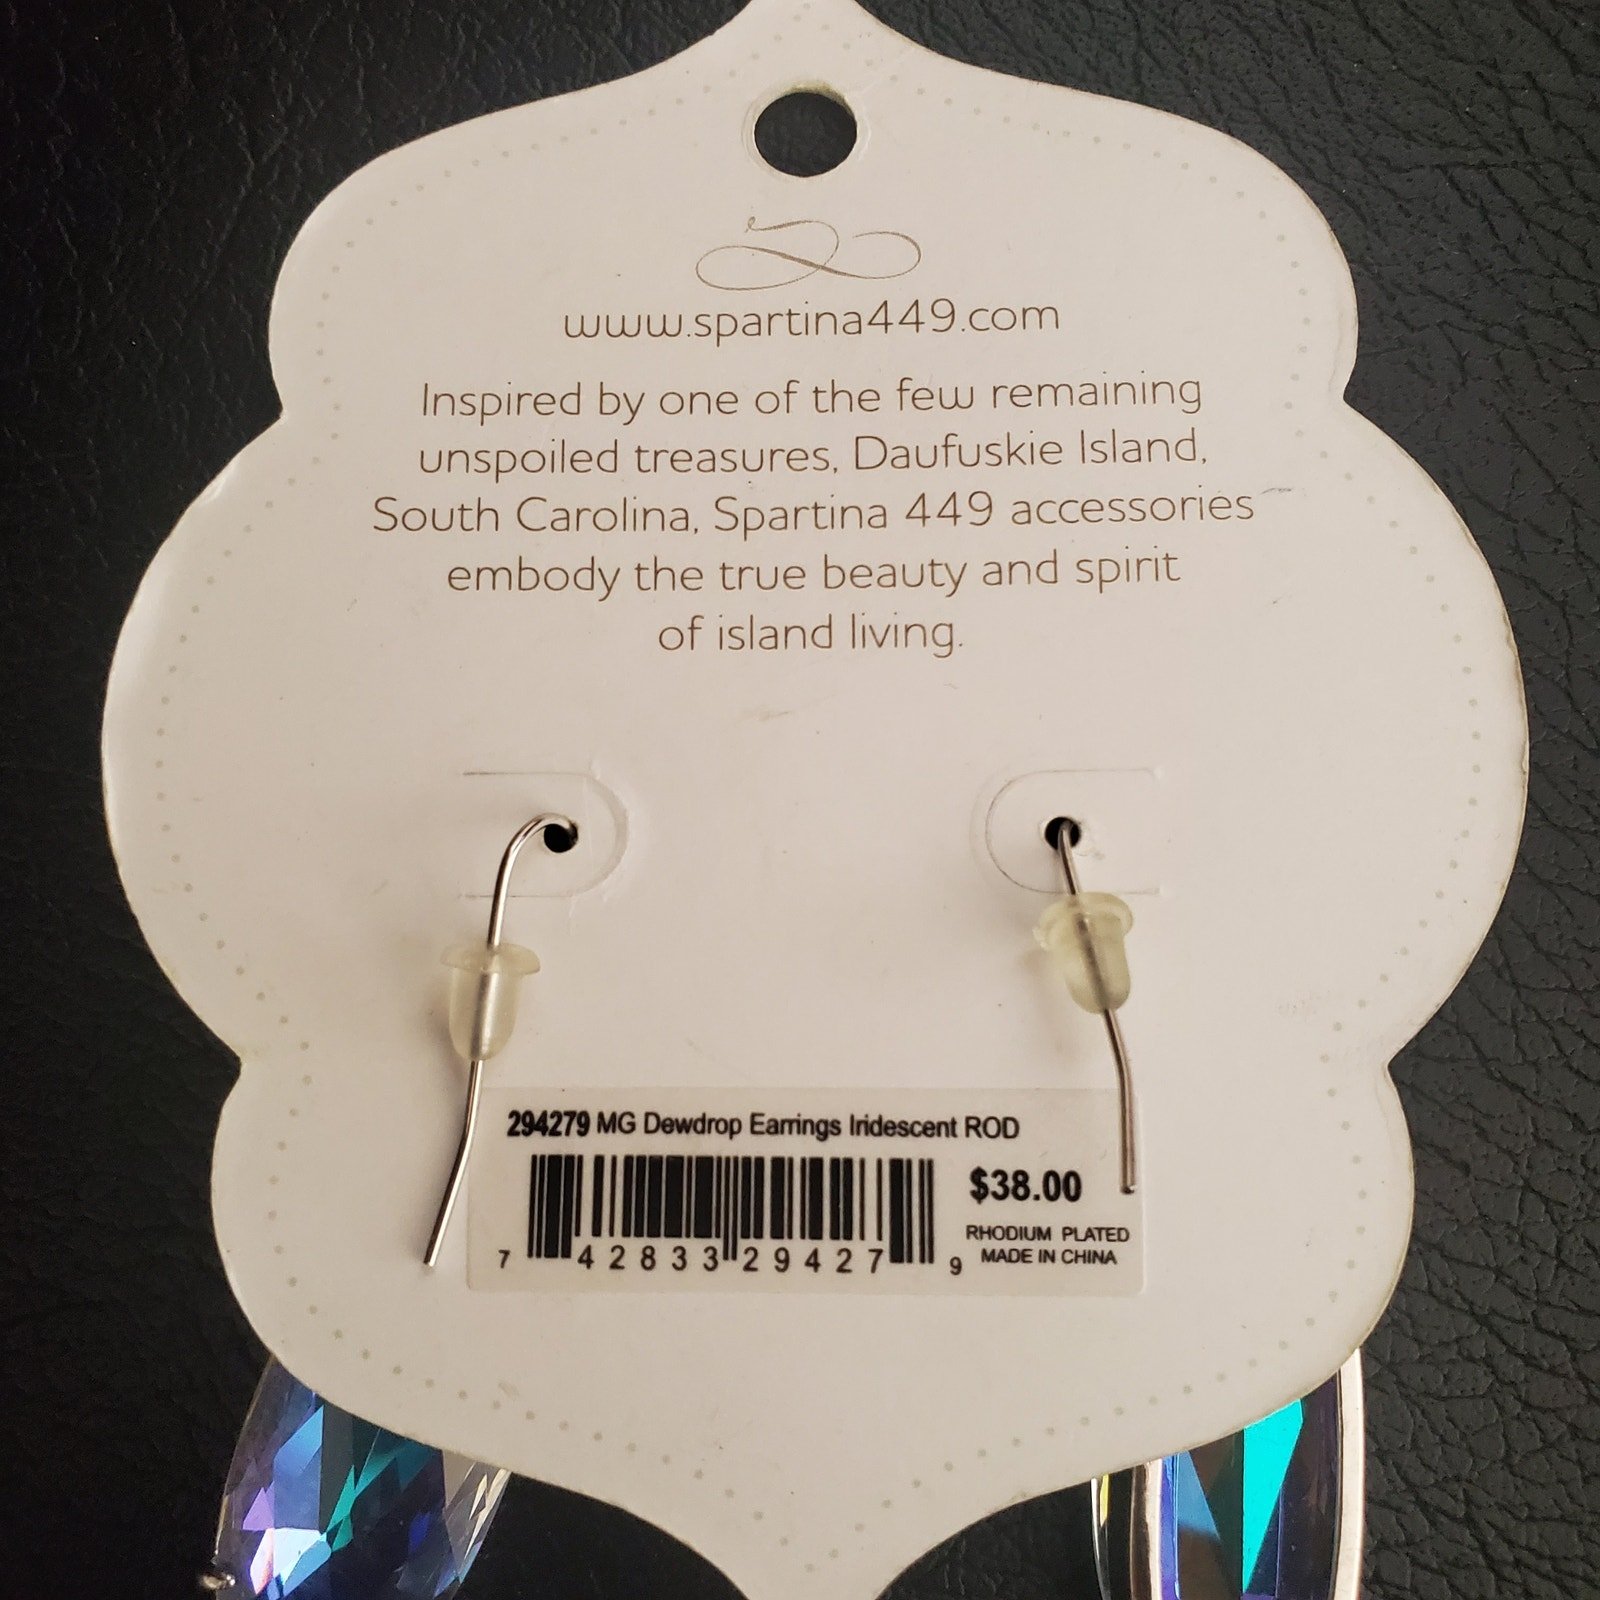 www.spartina449.com
Inspired by one of the few remaining
unspoiled treasures, Daufuskie Island,
South Carolina, Spartina 449 accessories
embody the true beauty and spirit
of island living.
294279 MG Dewdrop Earrings Iridescent ROD
$38.00
RHODIUM PLATED
MADE IN CHINA
7 42833 29427 9